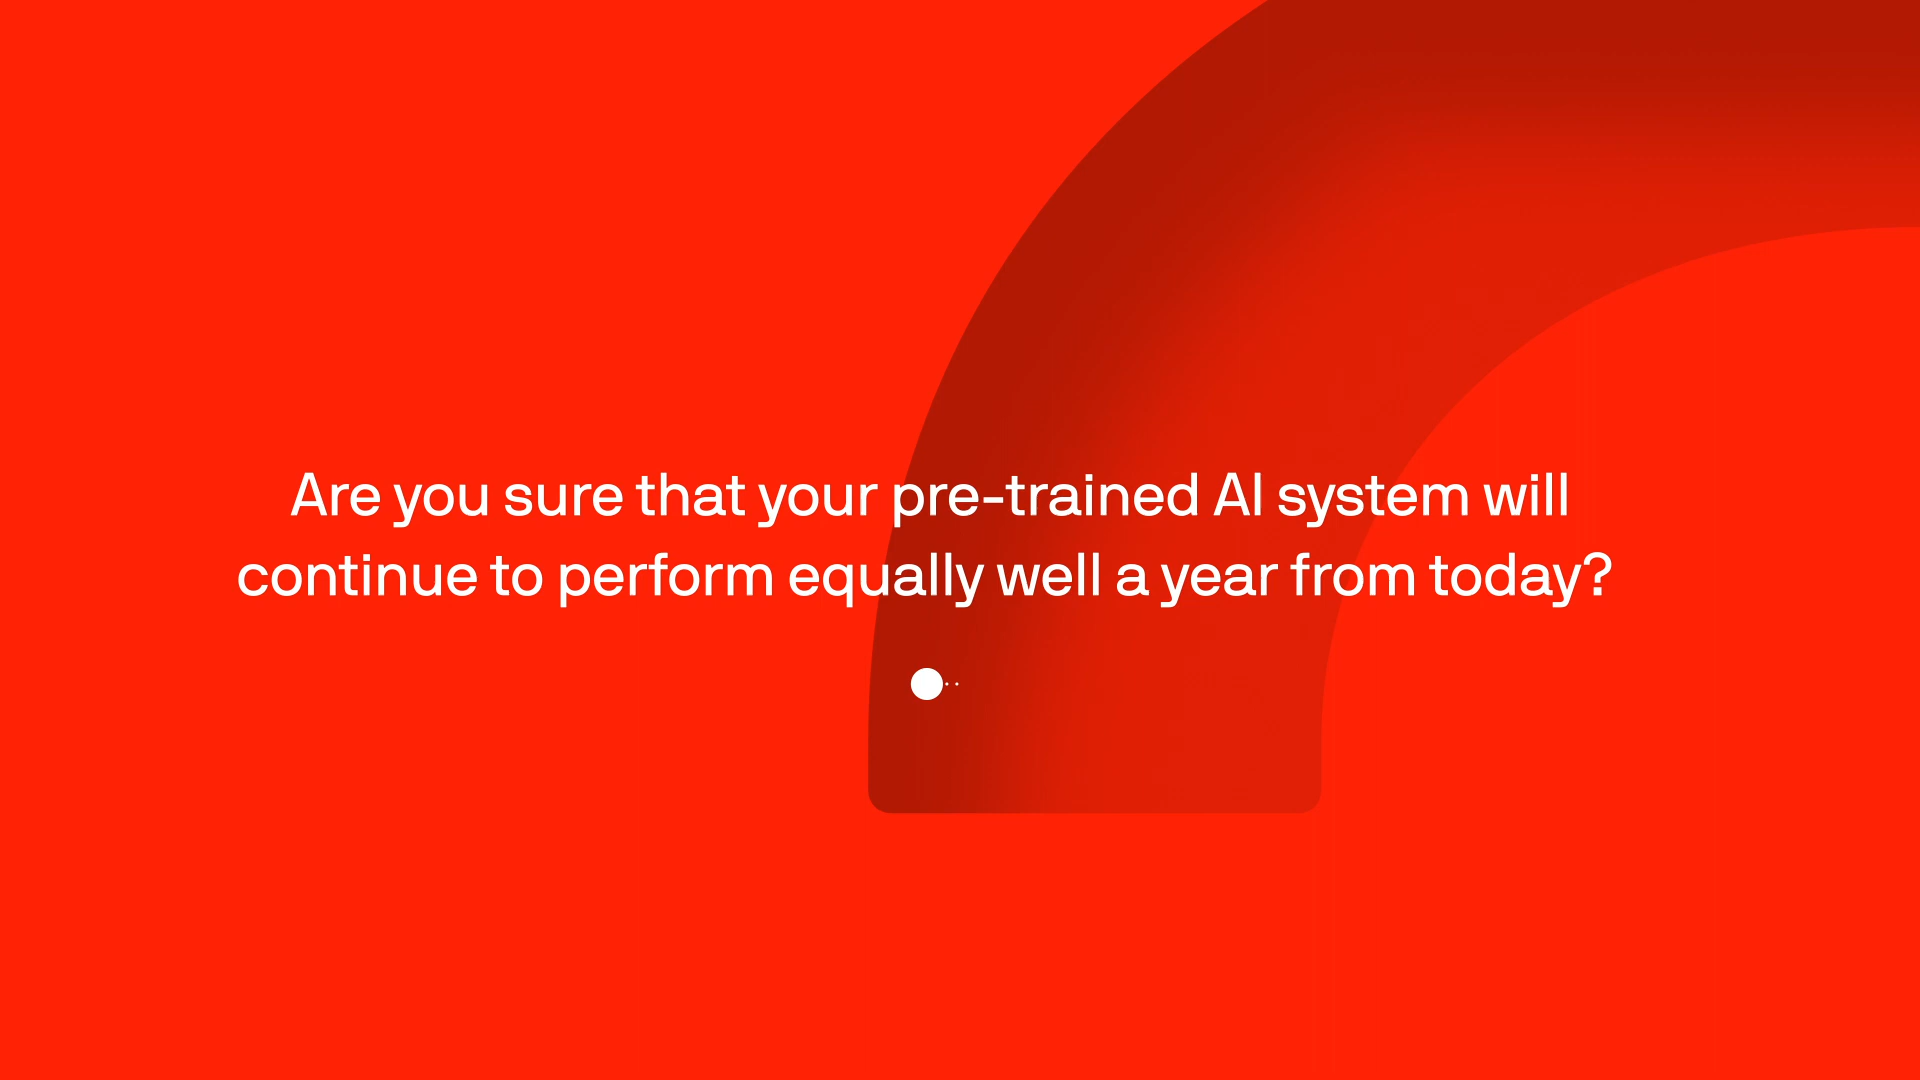 Are you sure that your pre-trained AI system will
continue to perform equally well a year from today?